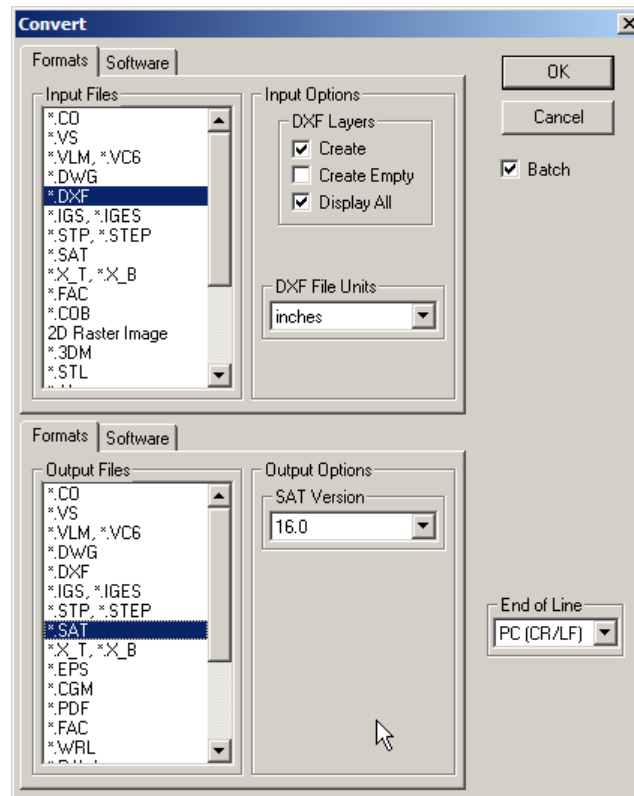 Convert
Formats
Software
Input Files
*.CO
*.VS
*.VLM, *.VC6
*.DWG
*.DXF
*.IGS, *.IGES
*.STP, *.STEP
*.SAT
*.X_T, *.X_B
*.FAC
*.COB
2D Raster Image
*.3DM
*.STL
Input Options
DXF Layers
Create
Create Empty
Display All
DXF File Units
inches
OK
Cancel
Batch
Formats
Software
Output Files
*.CO
*.VS
*.VLM, *.VC6
*.DWG
*.DXF
*.IGS, *.IGES
*.STP, *.STEP
*.SAT
*.X_T, *.X_B
*.EPS
*.CGM
*.PDF
*.FAC
*.WRL
Output Options
SAT Version
16.0
End of Line
PC (CR/LF)